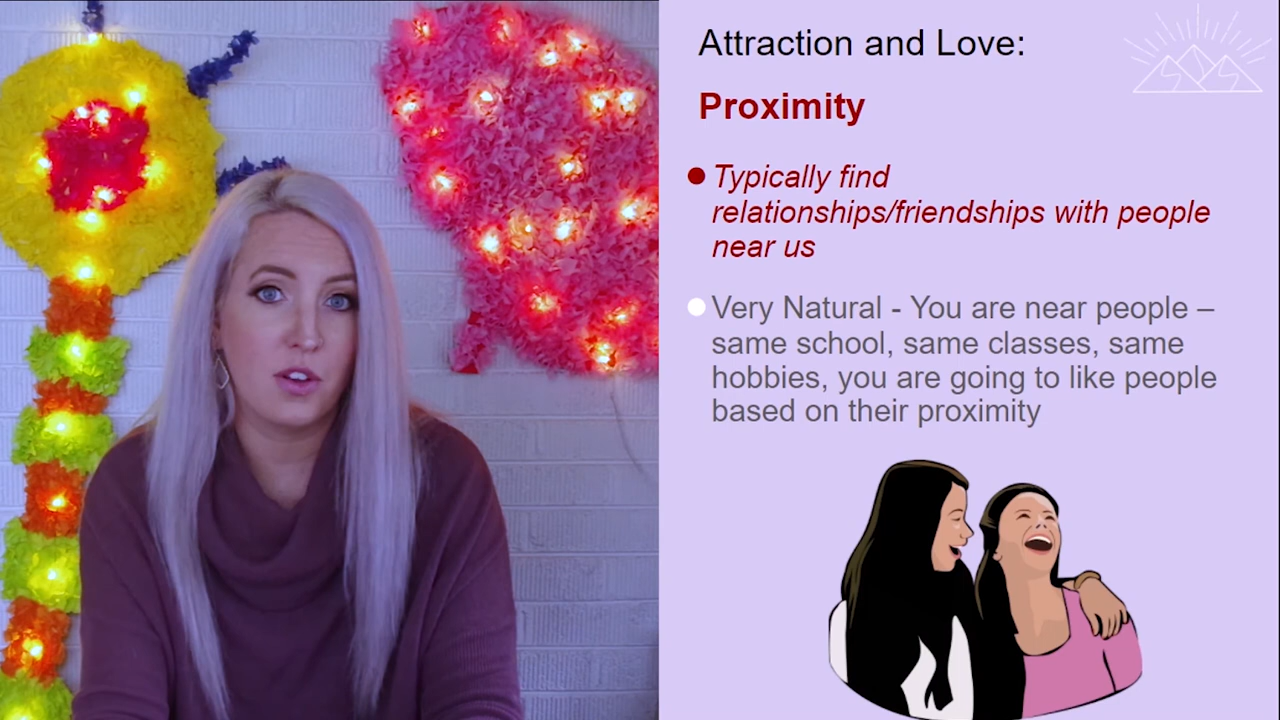 Attraction and Love:
Proximity
Typically find
relationships/friendships with people
near us
Very Natural - You are near people –
same school, same classes, same
hobbies, you are going to like people
based on their proximity